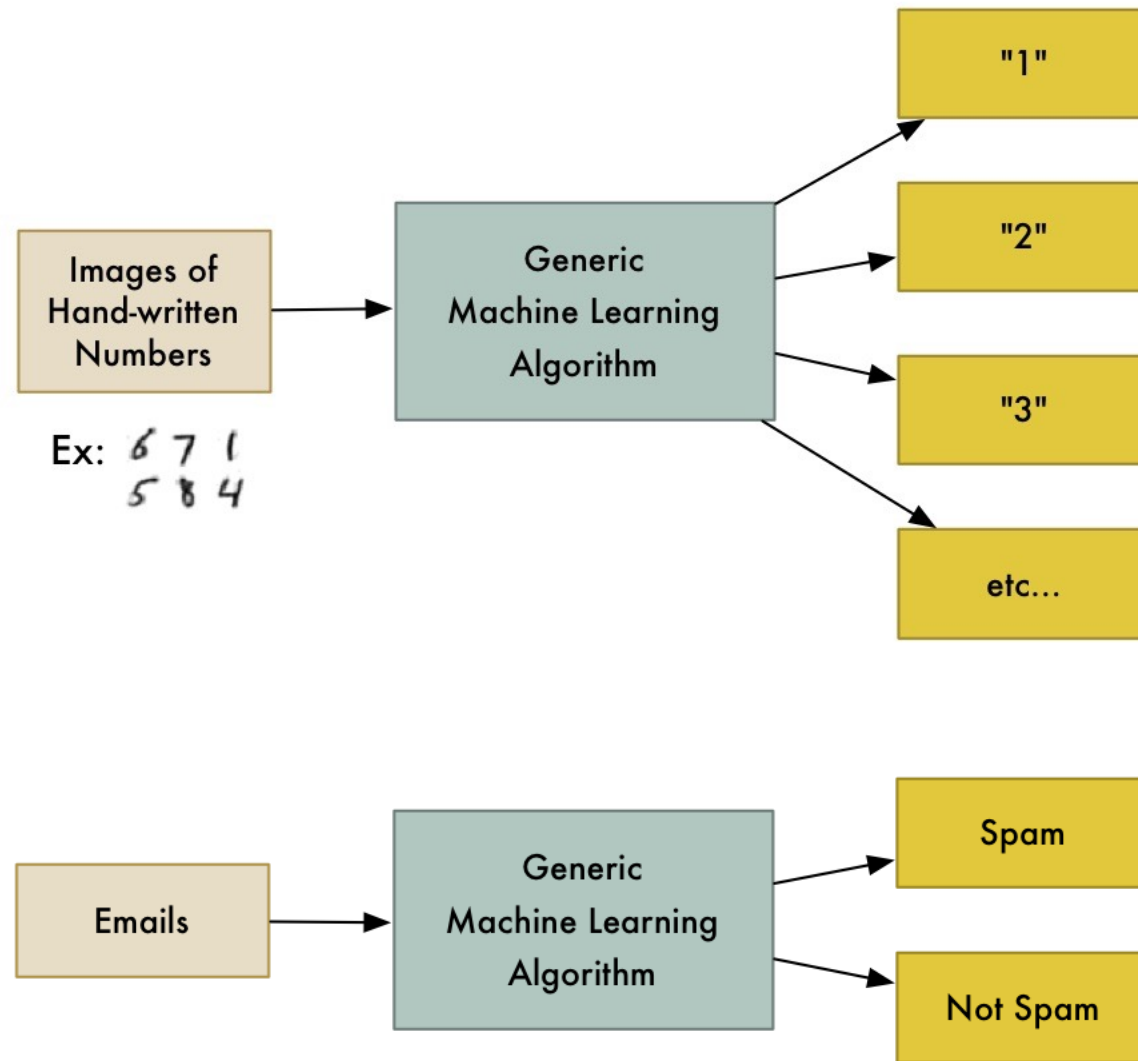 "1"
Images of
Hand-written
Numbers
Generic
Machine Learning
Algorithm
"2"
"3"
etc...
Ex: 6 7 1
5 8 4
Emails
Generic
Machine Learning
Algorithm
Spam
Not Spam